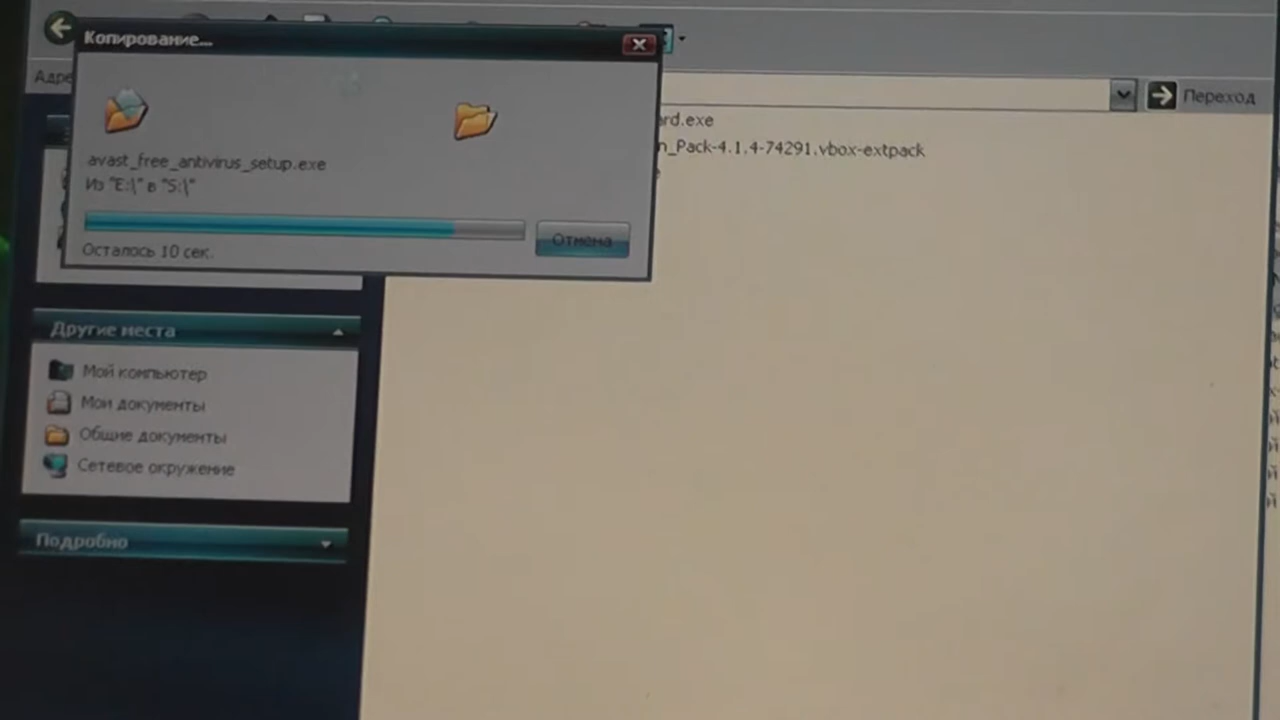 Копирование...
Адре
Переход
rd.exe
n_Pack-4.1.4-74291.vbox-extpack
avast_free_antivirus_setup.exe
Из "E:\" в "S:\"
Отмена
Осталось 10 сек.
Другие места
Мой компьютер
Мои документы
Общие документы
Сетевое окружение
Подробно